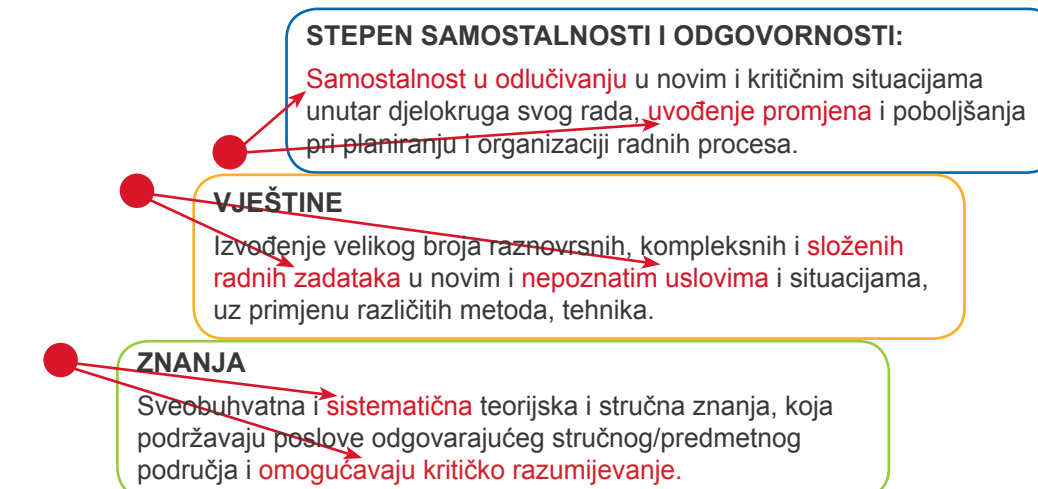 STEPEN SAMOSTALNOSTI I ODGOVORNOSTI:
Samostalnost u odlučivanju u novim i kritičnim situacijama
unutar djelokruga svog rada, uvođenje promjena i poboljšanja
pri planiranju i organizaciji radnih procesa.
VJEŠTINE
Izvođenje velikog broja raznovrsnih, kompleksnih i složenih
radnih zadataka u novim i nepoznatim uslovima i situacijama,
uz primjenu različitih metoda, tehnika.
ZNANJA
Sveobuhvatna i sistematična teorijska i stručna znanja, koja
podržavaju poslove odgovarajućeg stručnog/predmetnog
područja i omogućavaju kritičko razumijevanje.